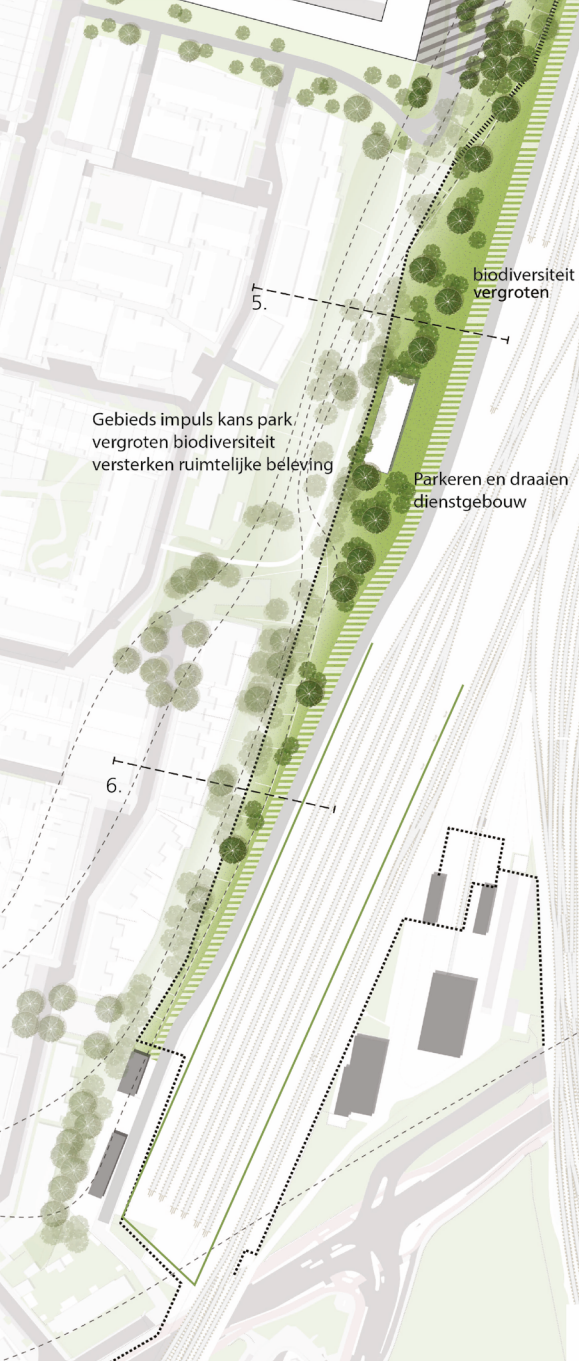 biodiversiteit
vergroten
5.
Gebieds impuls kans park
vergroten biodiversiteit
versterken ruimtelijke beleving
Parkeren en draaien
dienstgebouw
6.